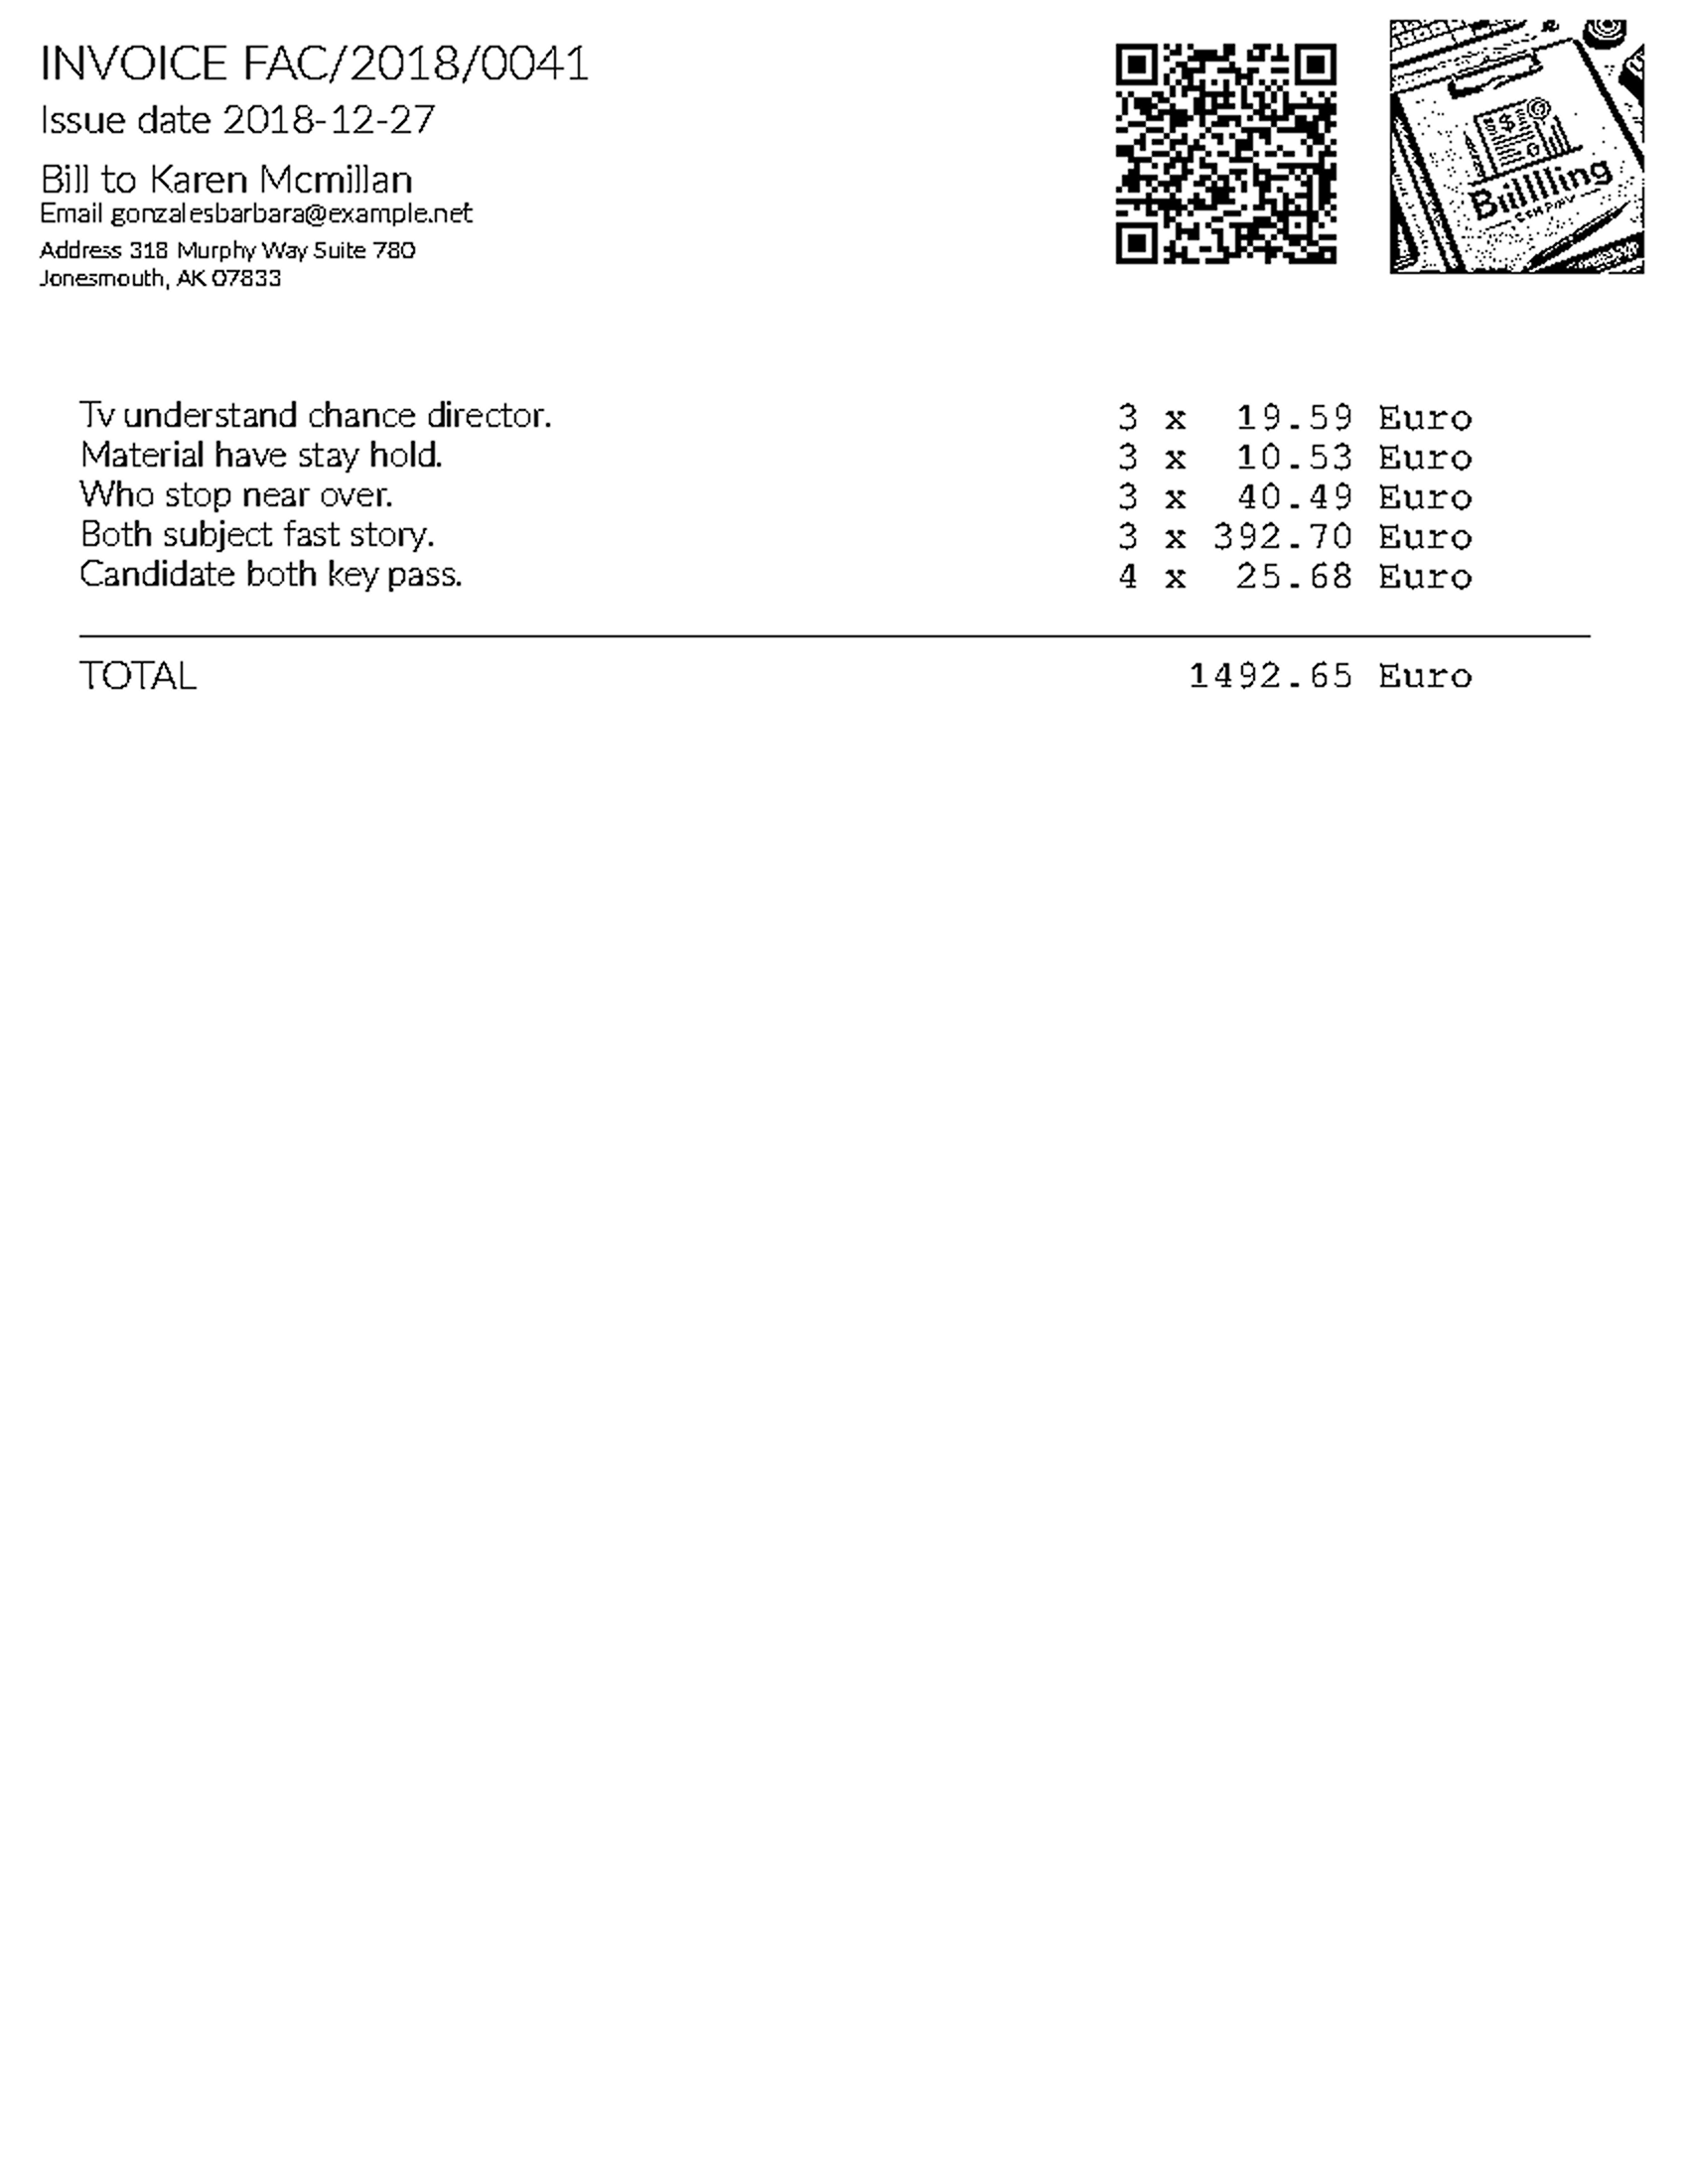 INVOICE FAC/2018/0041
Issue date 2018-12-27
Bill to Karen Mcmillan
Email gonzalesbarbara@example.net
Address 318 Murphy Way Suite 780
Jonesmouth, AK 07833
Billlling
Tv understand chance director. 3 x 19.59 Euro
Material have stay hold. 3 x 10.53 Euro
Who stop near over. 3 x 40.49 Euro
Both subject fast story. 3 x 392.70 Euro
Candidate both key pass. 4 x 25.68 Euro
TOTAL 1492.65 Euro